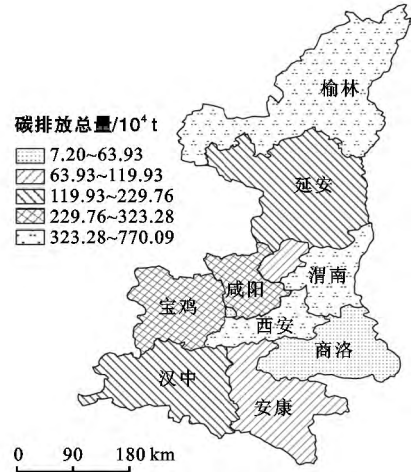 榆林
碳排放总量/10⁴ t
7.20~63.93
63.93~119.93
119.93~229.76
229.76~323.28
323.28~770.09
延安
咸阳
渭南
宝鸡
西安
商洛
汉中
安康
0 90 180 km